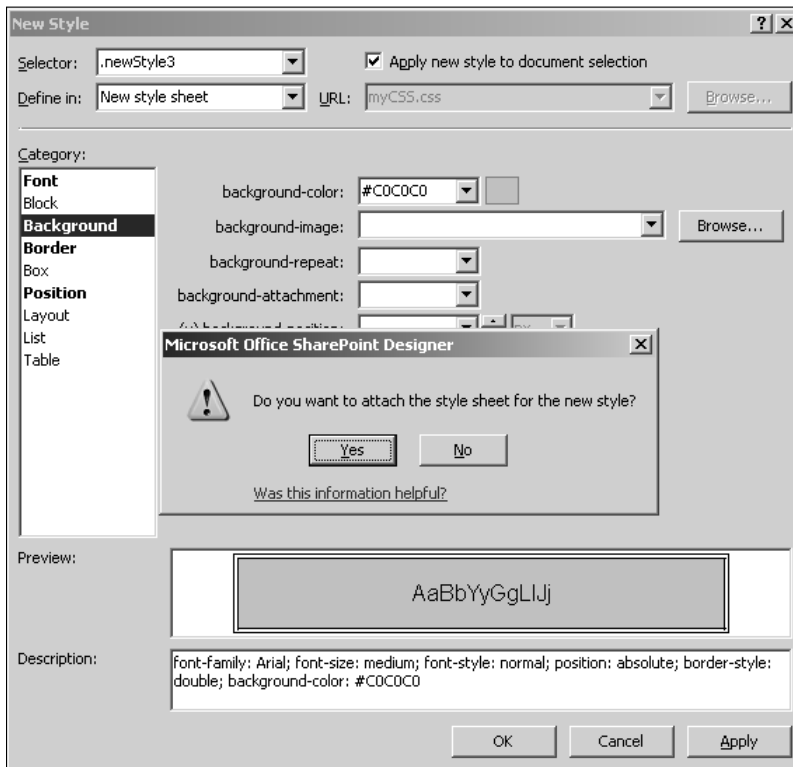 New Style
Selector: .newStyle3 Apply new style to document selection
Define in: New style sheet URL: myCSS.css Browse...
Category:
Font
Block
Background
Border
Box
Position
Layout
List
Table
background-color: #C0C0C0
background-image: Browse...
background-repeat:
background-attachment:
(x) background-position: px
Microsoft Office SharePoint Designer
Do you want to attach the style sheet for the new style?
Yes No
Was this information helpful?
Preview:
AaBbYyGgLlJj
Description:
font-family: Arial; font-size: medium; font-style: normal; position: absolute; border-style:
double; background-color: #C0C0C0
OK Cancel Apply